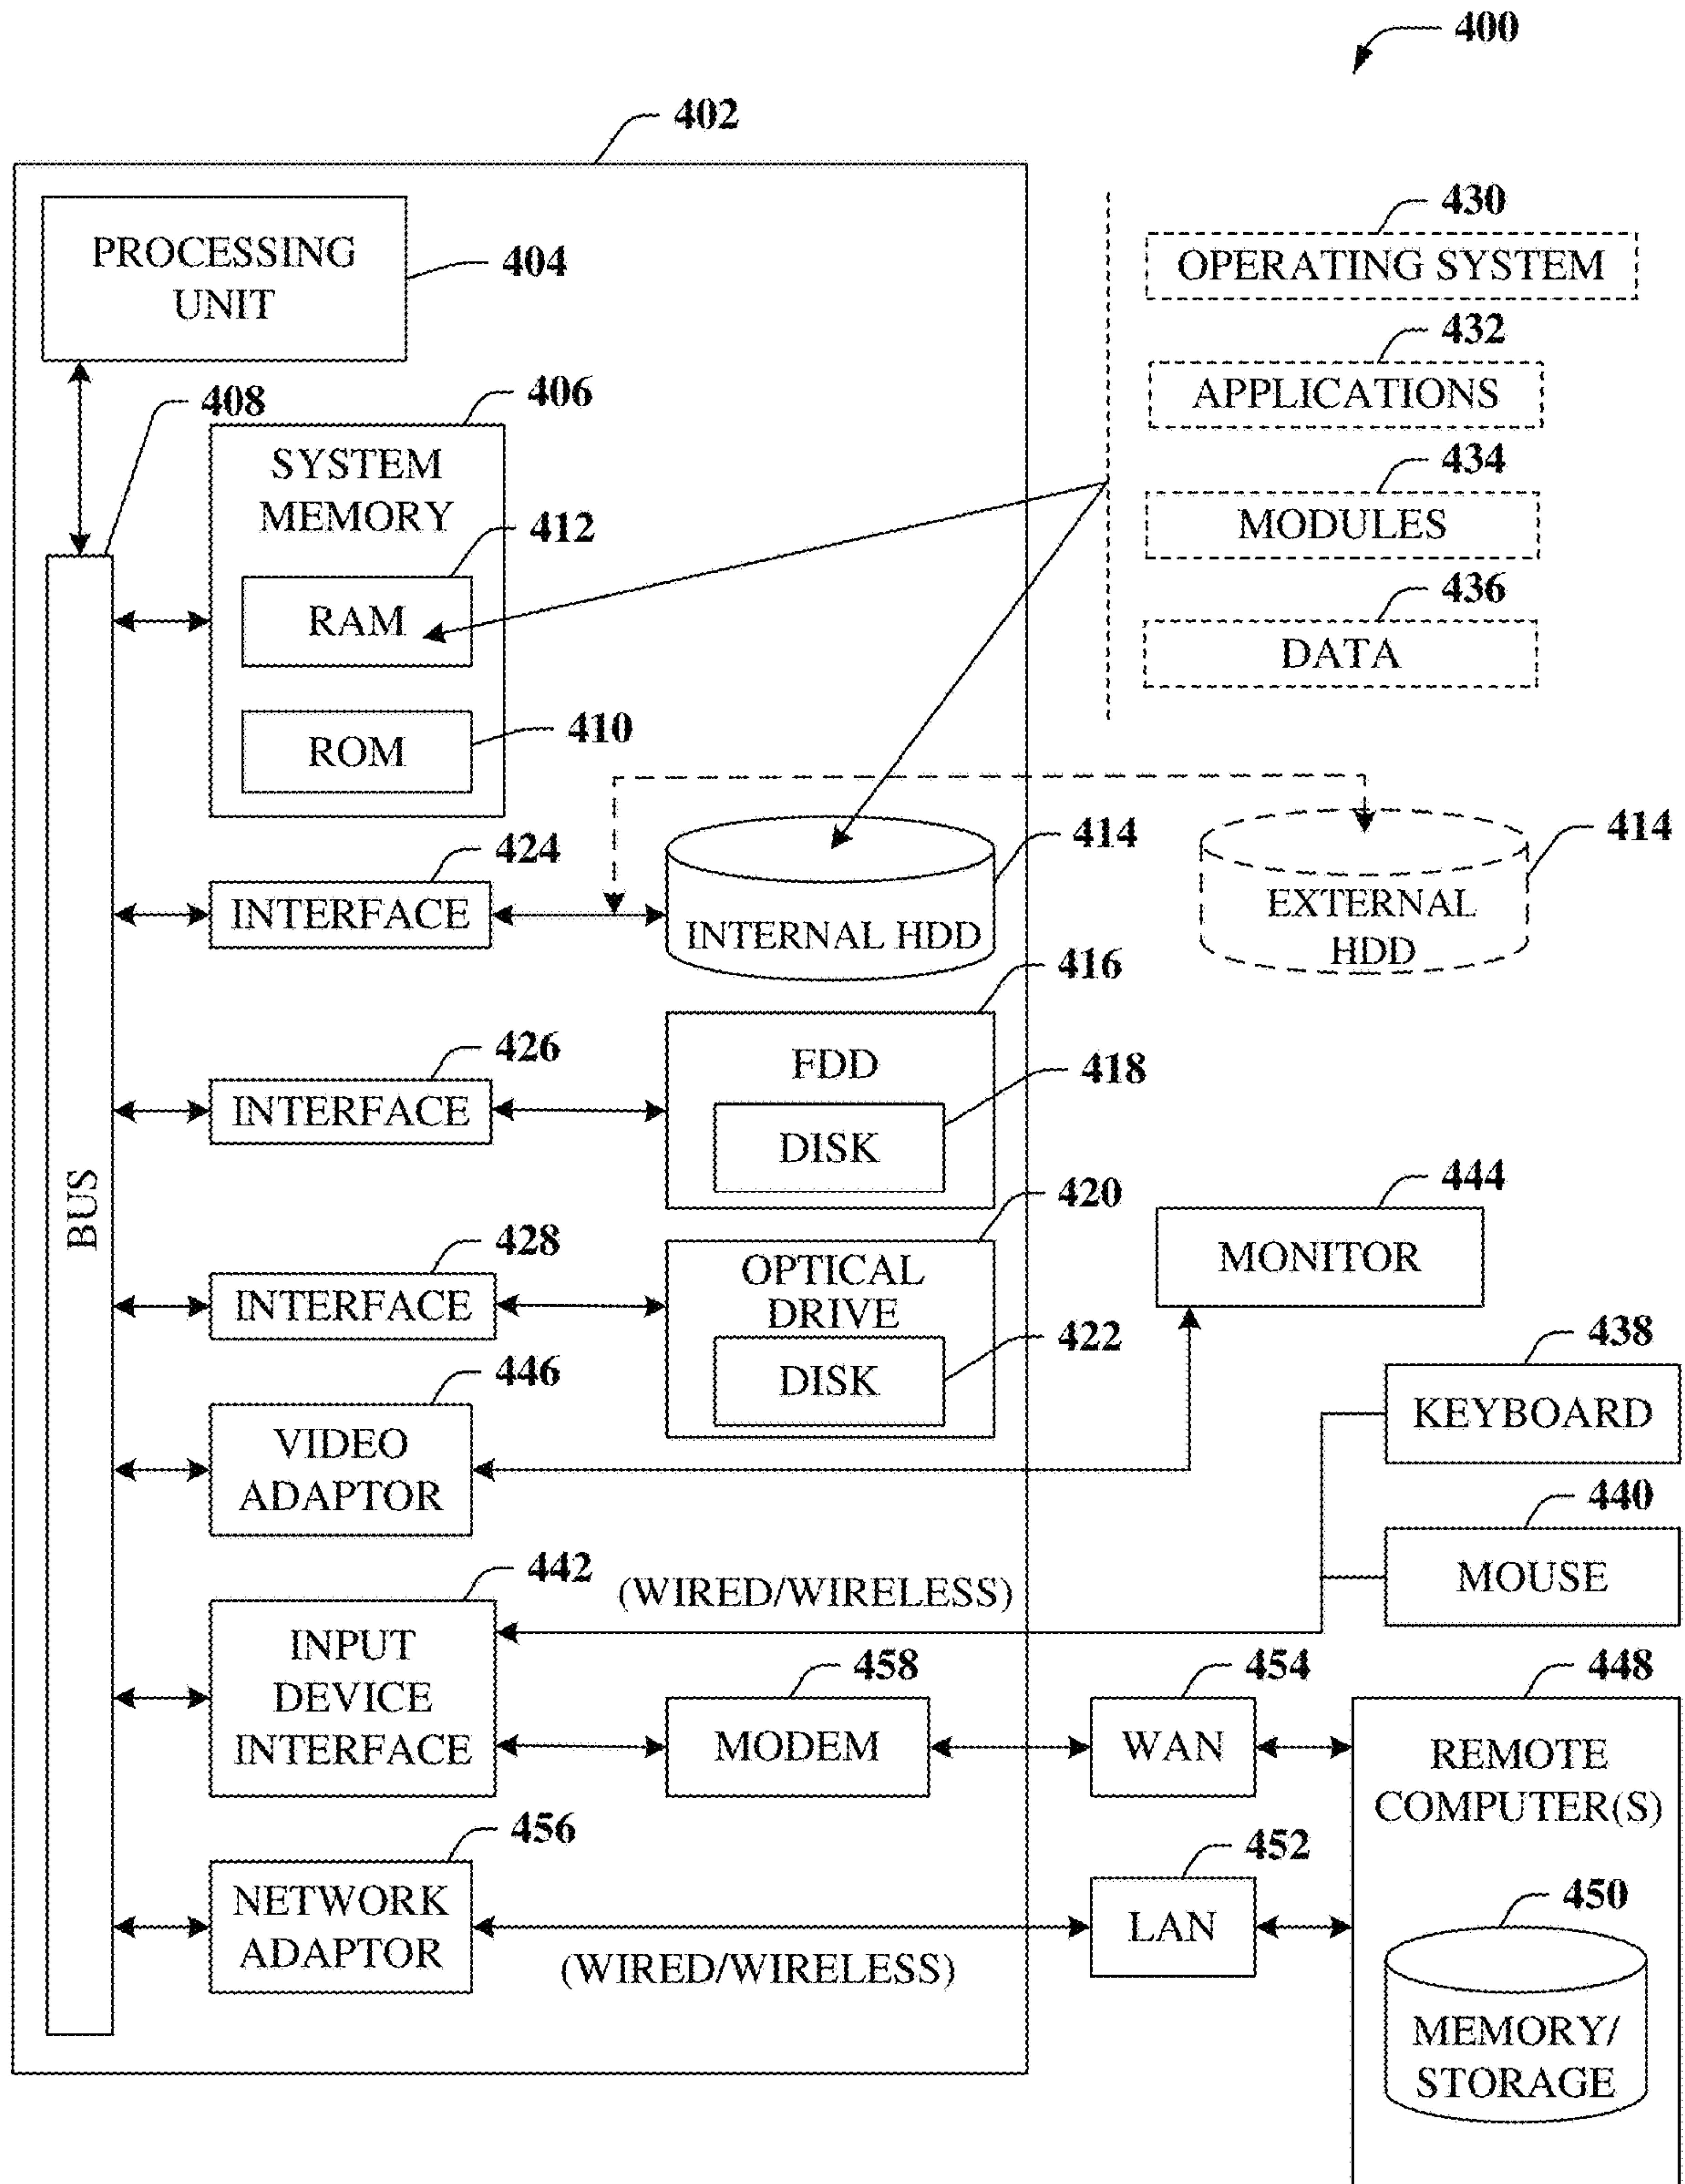 400
402
PROCESSING
UNIT
404
430
OPERATING SYSTEM
432
APPLICATIONS
434
MODULES
436
DATA
408
406
SYSTEM
MEMORY
412
RAM
410
ROM
BUS
424
INTERFACE
414
INTERNAL HDD
414
EXTERNAL
HDD
426
INTERFACE
416
FDD
418
DISK
428
INTERFACE
420
OPTICAL
DRIVE
422
DISK
444
MONITOR
446
VIDEO
ADAPTOR
438
KEYBOARD
440
MOUSE
442
INPUT
DEVICE
INTERFACE
(WIRED/WIRELESS)
458
MODEM
454
WAN
448
REMOTE
COMPUTER(S)
456
NETWORK
ADAPTOR
(WIRED/WIRELESS)
452
LAN
450
MEMORY/
STORAGE